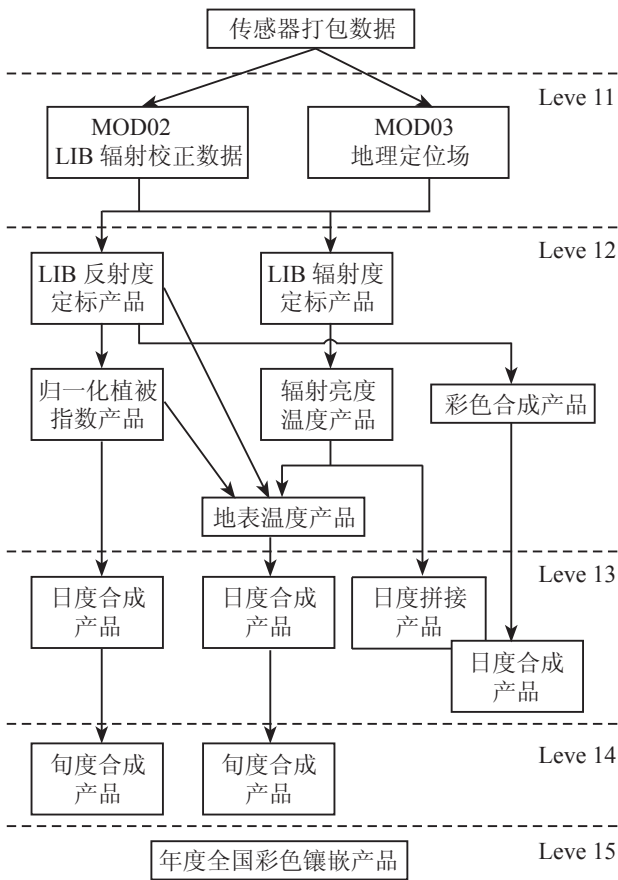 传感器打包数据
Leve 11
MOD02
LIB 辐射校正数据
MOD03
地理定位场
Leve 12
LIB 反射度
定标产品
LIB 辐射度
定标产品
归一化植被
指数产品
辐射亮度
温度产品
彩色合成产品
地表温度产品
Leve 13
日度合成
产品
日度合成
产品
日度拼接
产品
日度合成
产品
Leve 14
旬度合成
产品
旬度合成
产品
Leve 15
年度全国彩色镶嵌产品